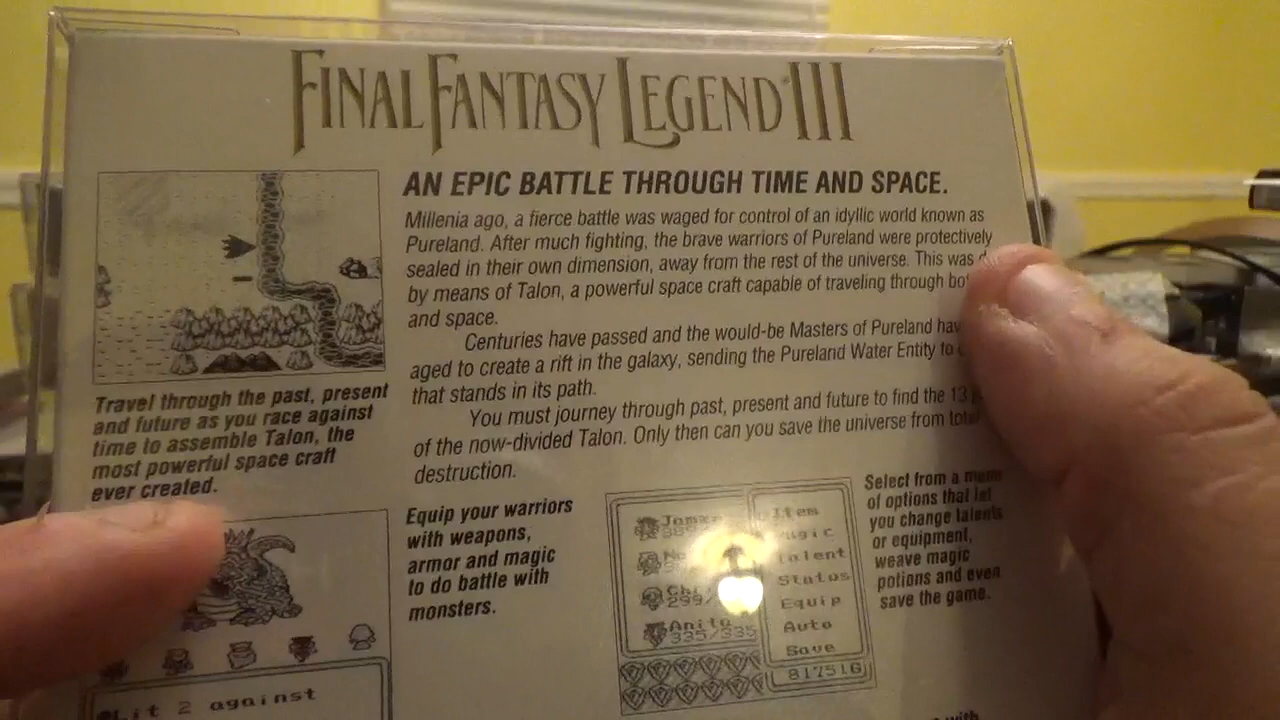 FINAL FANTASY LEGEND III
AN EPIC BATTLE THROUGH TIME AND SPACE.
Millenia ago, a fierce battle was waged for control of an idyllic world known as
Pureland. After much fighting, the brave warriors of Pureland were protectively
sealed in their own dimension, away from the rest of the universe. This was
by means of Talon, a powerful space craft capable of traveling through
and space.
Centuries have passed and the would-be Masters of Pureland
aged to create a rift in the galaxy, sending the Pureland Water Entity to
that stands in its path.
You must journey through past, present and future to find the 13
of the now-divided Talon. Only then can you save the universe from total
destruction.
Travel through the past, present
and future as you race against
time to assemble Talon, the
most powerful space craft
ever created.
Equip your warriors
with weapons,
armor and magic
to do battle with
monsters.
Select from a menu
of options that let
you change talents
or equipment,
weave magic
potions and even
save the game.
Item
Talent
Status
Equip
Anita Auto
335/335 Save
81751G
Lit 2 against
with